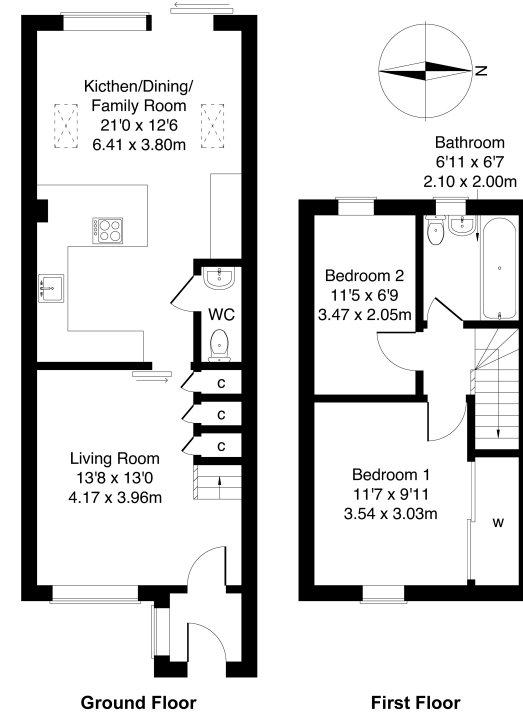 Kicthen/Dining/
Family Room
21'0 x 12'6
6.41 x 3.80m
N
Bathroom
6'11 x 6'7
2.10 x 2.00m
Bedroom 2
11'5 x 6'9
3.47 x 2.05m
WC
C
C
C
Living Room
13'8 x 13'0
4.17 x 3.96m
Bedroom 1
11'7 x 9'11
3.54 x 3.03m
W
Ground Floor
First Floor